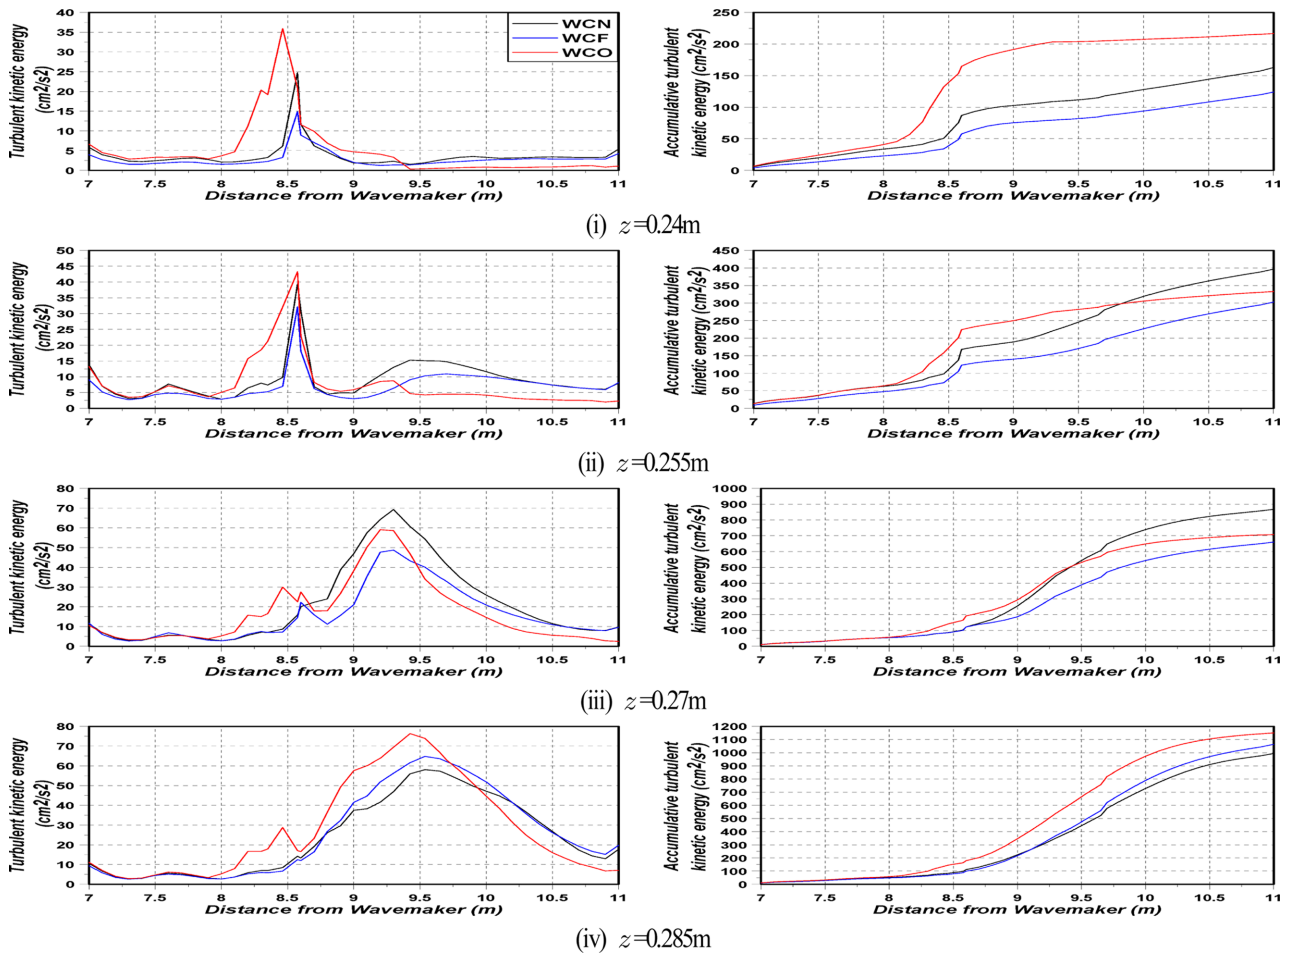 Turbulent kinetic energy
(cm2/s2)
40
35
30
25
20
15
10
5
0
WCN
WCF
WCO
7 7.5 8 8.5 9 9.5 10.0 10.5 11
Distance from Wavemaker (m)
Accumulative turbulent
kinetic energy (cm2/s2)
250
200
150
100
50
0
7 7.5 8 8.5 9 9.5 10 10.5 11
Distance from Wavemaker (m)
(i) z=0.24m
Turbulent kinetic energy
(cm2/s2)
50
45
40
35
30
25
20
15
10
5
0
7 7.5 8 8.5 9 9.5 10.0 10.5 11
Distance from Wavemaker (m)
Accumulative turbulent
kinetic energy (cm2/s2)
450
400
350
300
250
200
150
100
50
0
7 7.5 8 8.5 9 9.5 10 10.5 11
Distance from Wavemaker (m)
(ii) z=0.255m
Turbulent kinetic energy
(cm2/s2)
80
70
60
50
40
30
20
10
0
7 7.5 8 8.5 9 9.5 10.0 10.5 11
Distance from Wavemaker (m)
Accumulative turbulent
kinetic energy (cm2/s2)
1000
900
800
700
600
500
400
300
200
100
0
7 7.5 8 8.5 9 9.5 10 10.5 11
Distance from Wavemaker (m)
(iii) z=0.27m
Turbulent kinetic energy
(cm2/s2)
80
70
60
50
40
30
20
10
0
7 7.5 8 8.5 9 9.5 10.0 10.5 11
Distance from Wavemaker (m)
Accumulative turbulent
kinetic energy (cm2/s2)
1200
1100
1000
900
800
700
600
500
400
300
200
100
0
7 7.5 8 8.5 9 9.5 10 10.5 11
Distance from Wavemaker (m)
(iv) z=0.285m